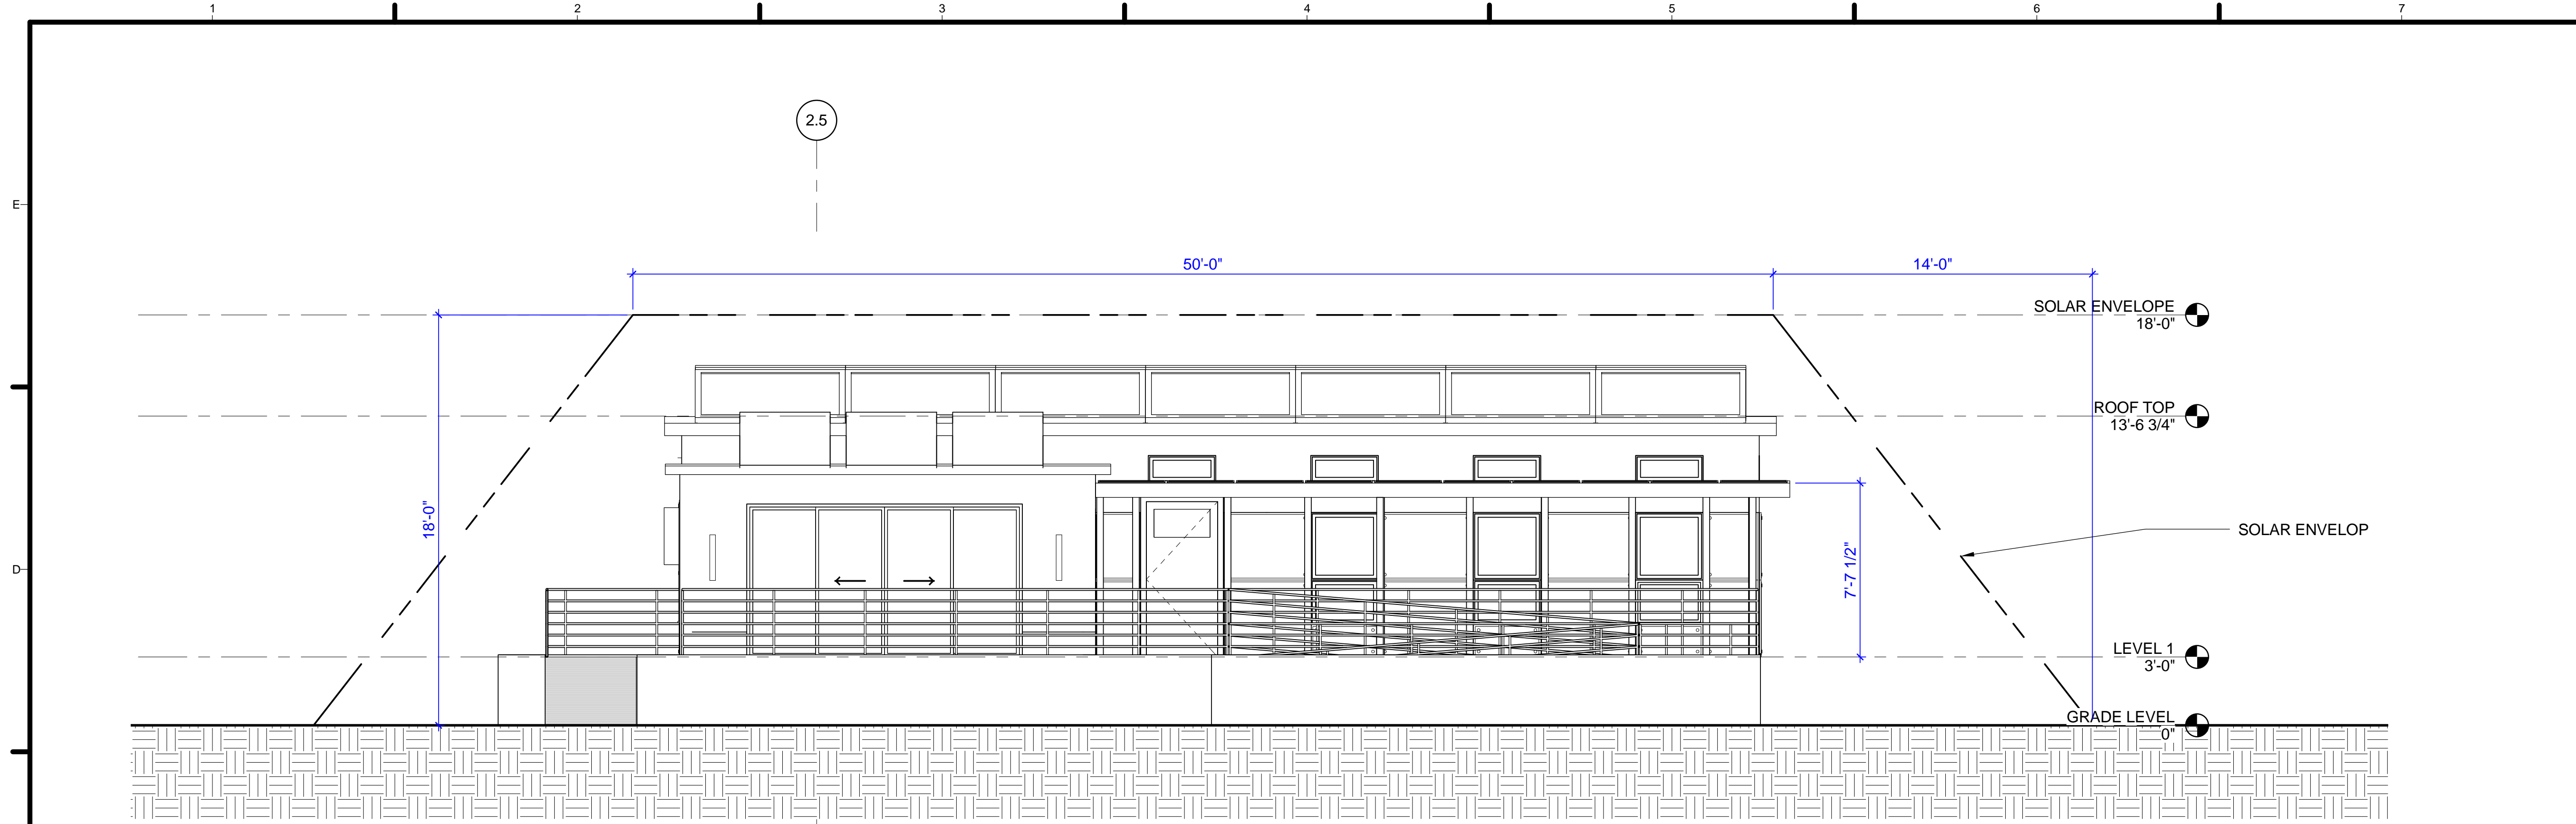 1
2
3
4
5
6
7
2.5
E
50'-0"
14'-0"
SOLAR ENVELOPE
18'-0"
ROOF TOP
13'-6 3/4"
18'-0"
SOLAR ENVELOP
D
7'-7 1/2"
LEVEL 1
3'-0"
GRADE LEVEL
0"